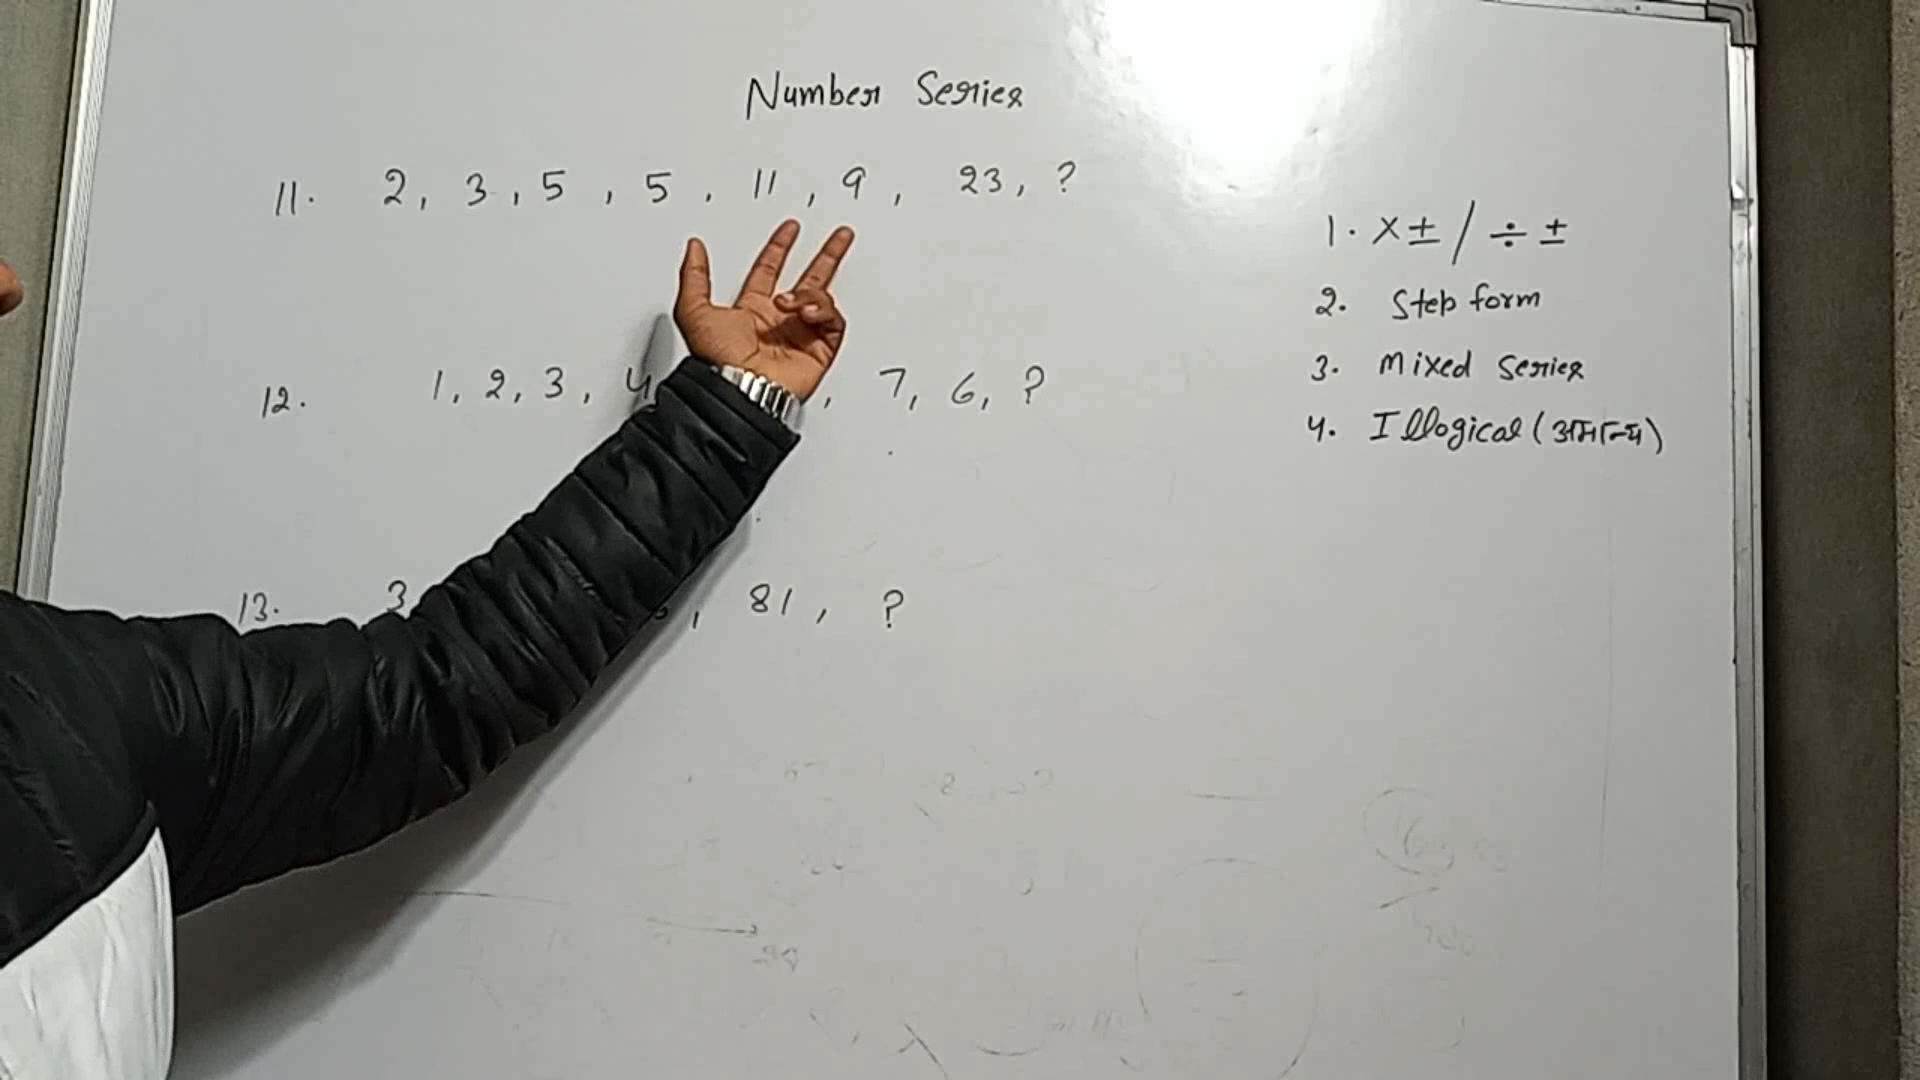 Number Series
11. 2, 3, 5, 5, 11, 9, 23, ?
12. 1, 2, 3, 4 , 7, 6, ?
13. 3 , 81, ?
1. ×± / ÷ ±
2. Step form
3. Mixed Series
4. Illogical (